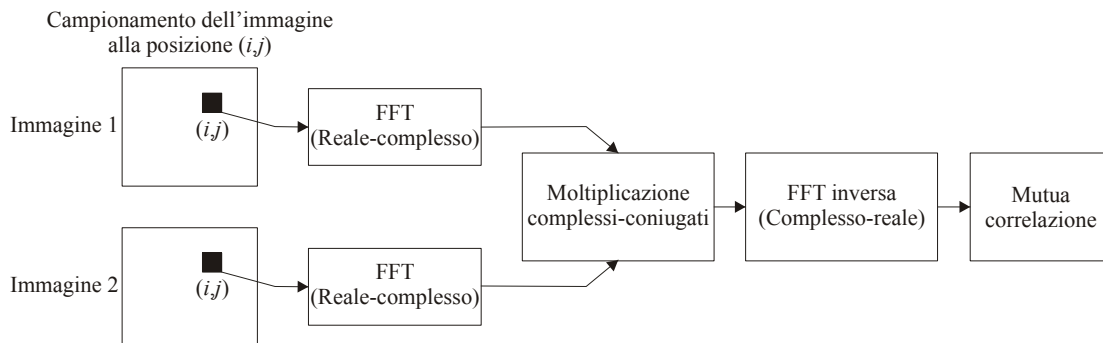 Campionamento dell'immagine
alla posizione (i,j)
Immagine 1
(i,j)
FFT
(Reale-complesso)
Moltiplicazione
complessi-coniugati
FFT inversa
(Complesso-reale)
Mutua
correlazione
Immagine 2
(i,j)
FFT
(Reale-complesso)